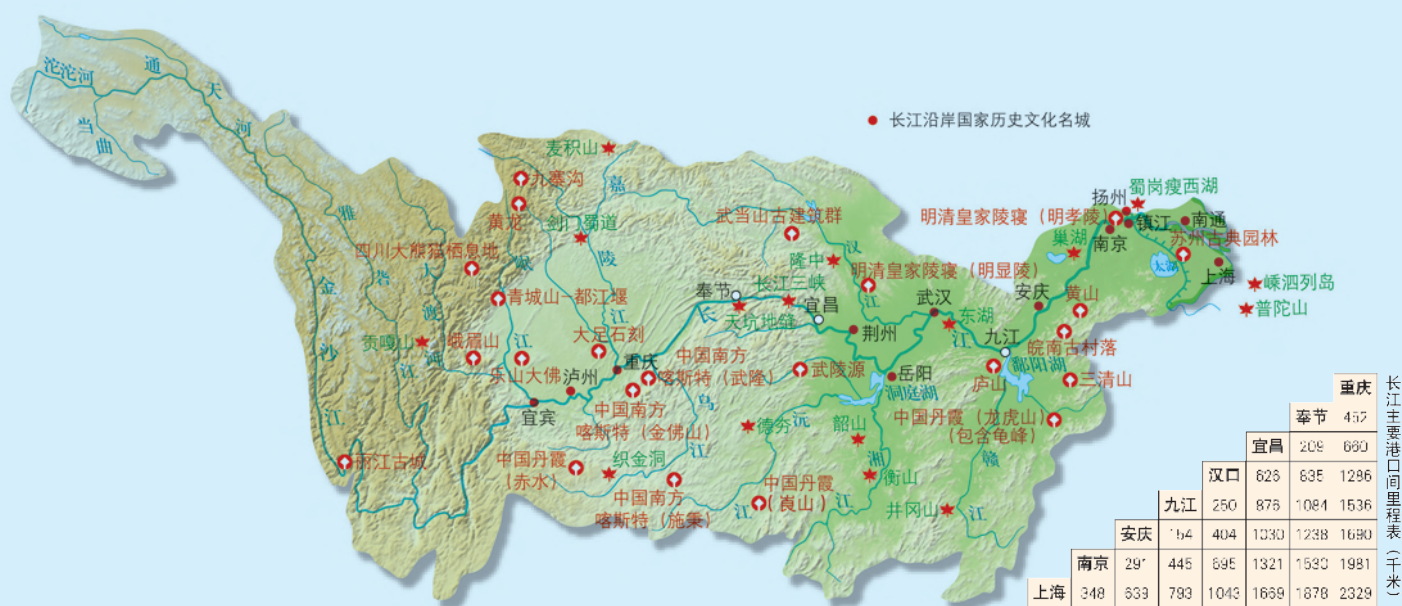 沱沱河
通天河
当曲
长江沿岸国家历史文化名城
麦积山
九寨沟
黄龙
剑门蜀道
嘉陵江
雅砻江
大渡河
岷江
金沙江
四川大熊猫栖息地
青城山-都江堰
贡嘎山
峨眉山
乐山大佛
大足石刻
泸州
宜宾
重庆
丽江古城
中国南方
喀斯特(武隆)
中国南方
喀斯特(金佛山)
乌江
中国丹霞
(赤水)
织金洞
中国南方
喀斯特(施秉)
武当山古建筑群
隆中
汉江
明清皇家陵寝(明显陵)
奉节
长江三峡
天坑地缝
宜昌
长江
荆州
武汉
东湖
武陵源
岳阳
洞庭湖
德夯
沅江
韶山
湘江
衡山
中国丹霞
(崀山)
井冈山
赣江
九江
庐山
鄱阳湖
三清山
中国丹霞(龙虎山)
(包含龟峰)
安庆
黄山
皖南古村落
巢湖
明清皇家陵寝(明孝陵)
扬州
蜀岗瘦西湖
镇江
南京
南通
苏州古典园林
太湖
上海
嵊泗列岛
普陀山
长江主要港口间里程表(千米)
重庆
奉节 452
宜昌 209 660
汉口 626 835 1286
九江 250 876 1084 1536
安庆 154 404 1030 1238 1690
南京 291 445 695 1321 1530 1981
上海 348 639 793 1043 1669 1878 2329